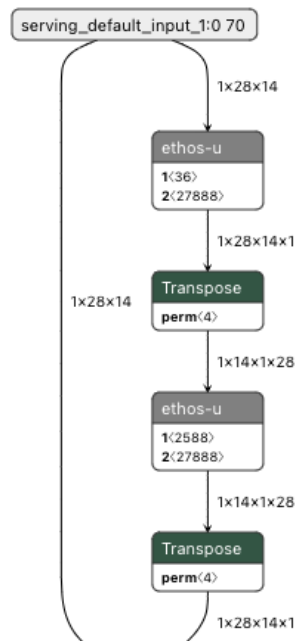 serving_default_input_1:0 70
1×28×14
ethos-u
1⟨36⟩
2⟨27888⟩
1×28×14×1
1×28×14
Transpose
perm⟨4⟩
1×14×1×28
ethos-u
1⟨2588⟩
2⟨27888⟩
1×14×1×28
Transpose
perm⟨4⟩
1×28×14×1